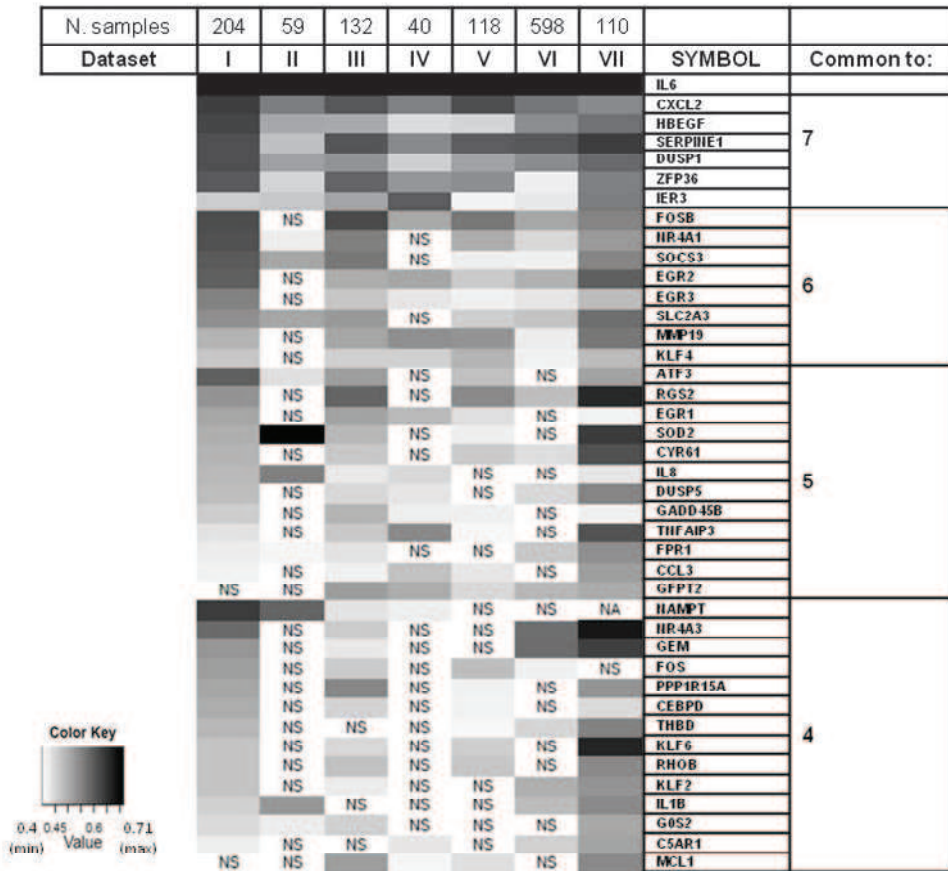 N. samples 204 59 132 40 118 598 110
Dataset I II III IV V VI VII SYMBOL Common to:
IL6
CXCL2
HBEGF
SERPINE1
7
DUSP1
ZFP36
IER3
NS FOSB
NS NR4A1
NS SOCS3
NS EGR2
6
NS EGR3
NS SLC2A3
NS MMP19
NS KLF4
NS NS ATF3
NS NS RGS2
NS NS EGR1
NS NS SOD2
NS NS CYR61
NS NS IL8
5
NS NS DUSP5
NS NS GADD45B
NS NS TNFAIP3
NS NS FPR1
NS NS CCL3
NS NS GFPT2
NS NS NA NAMPT
NS NS NS NR4A3
NS NS NS GEM
NS NS NS FOS
NS NS NS PPP1R15A
NS NS NS CEBPD
NS NS NS THBD
4
NS NS NS KLF6
NS NS NS RHOB
NS NS NS KLF2
NS NS NS IL1B
NS NS NS G0S2
NS NS NS C5AR1
NS NS NS MCL1
Color Key
0.4 0.45 0.6 0.71
(min) Value (max)